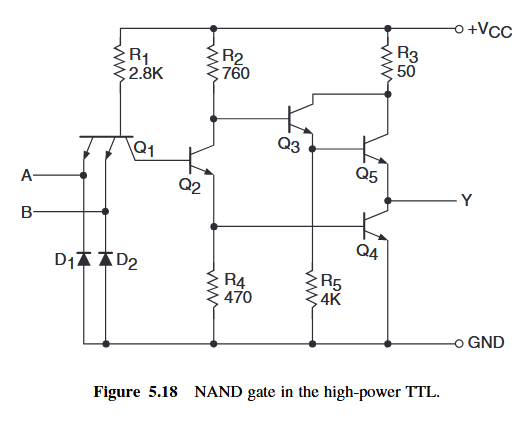 +VCC
R1
2.8K
R2
760
R3
50
Q1
Q3
Q5
A
Q2
Y
B
Q4
D1
D2
R4
470
R5
4K
GND
Figure 5.18 NAND gate in the high-power TTL.